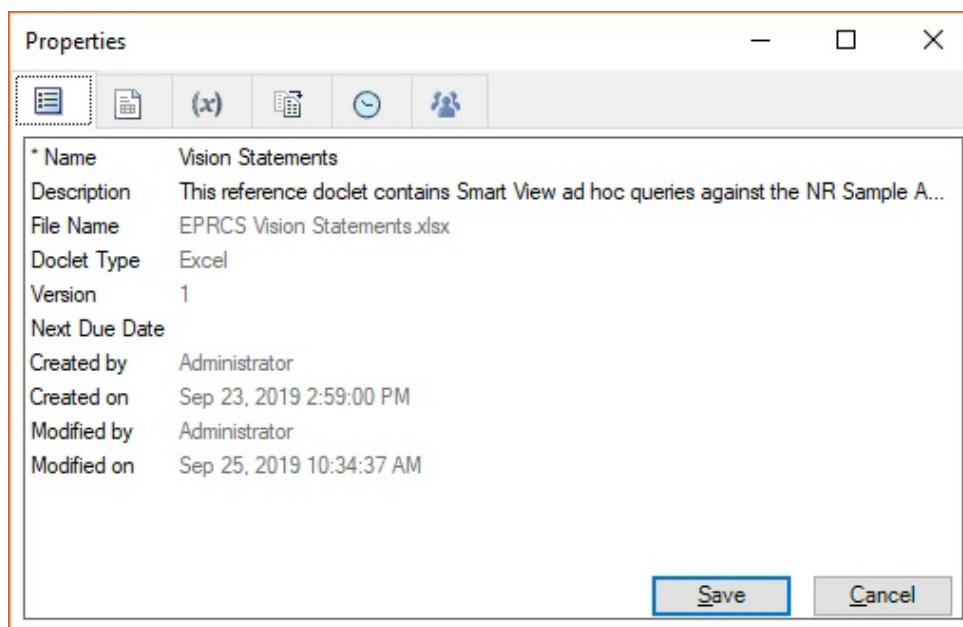 Properties
(x)
* Name Vision Statements
Description This reference doclet contains Smart View ad hoc queries against the NR Sample A...
File Name EPRCS Vision Statements.xlsx
Doclet Type Excel
Version 1
Next Due Date
Created by Administrator
Created on Sep 23, 2019 2:59:00 PM
Modified by Administrator
Modified on Sep 25, 2019 10:34:37 AM
Save Cancel